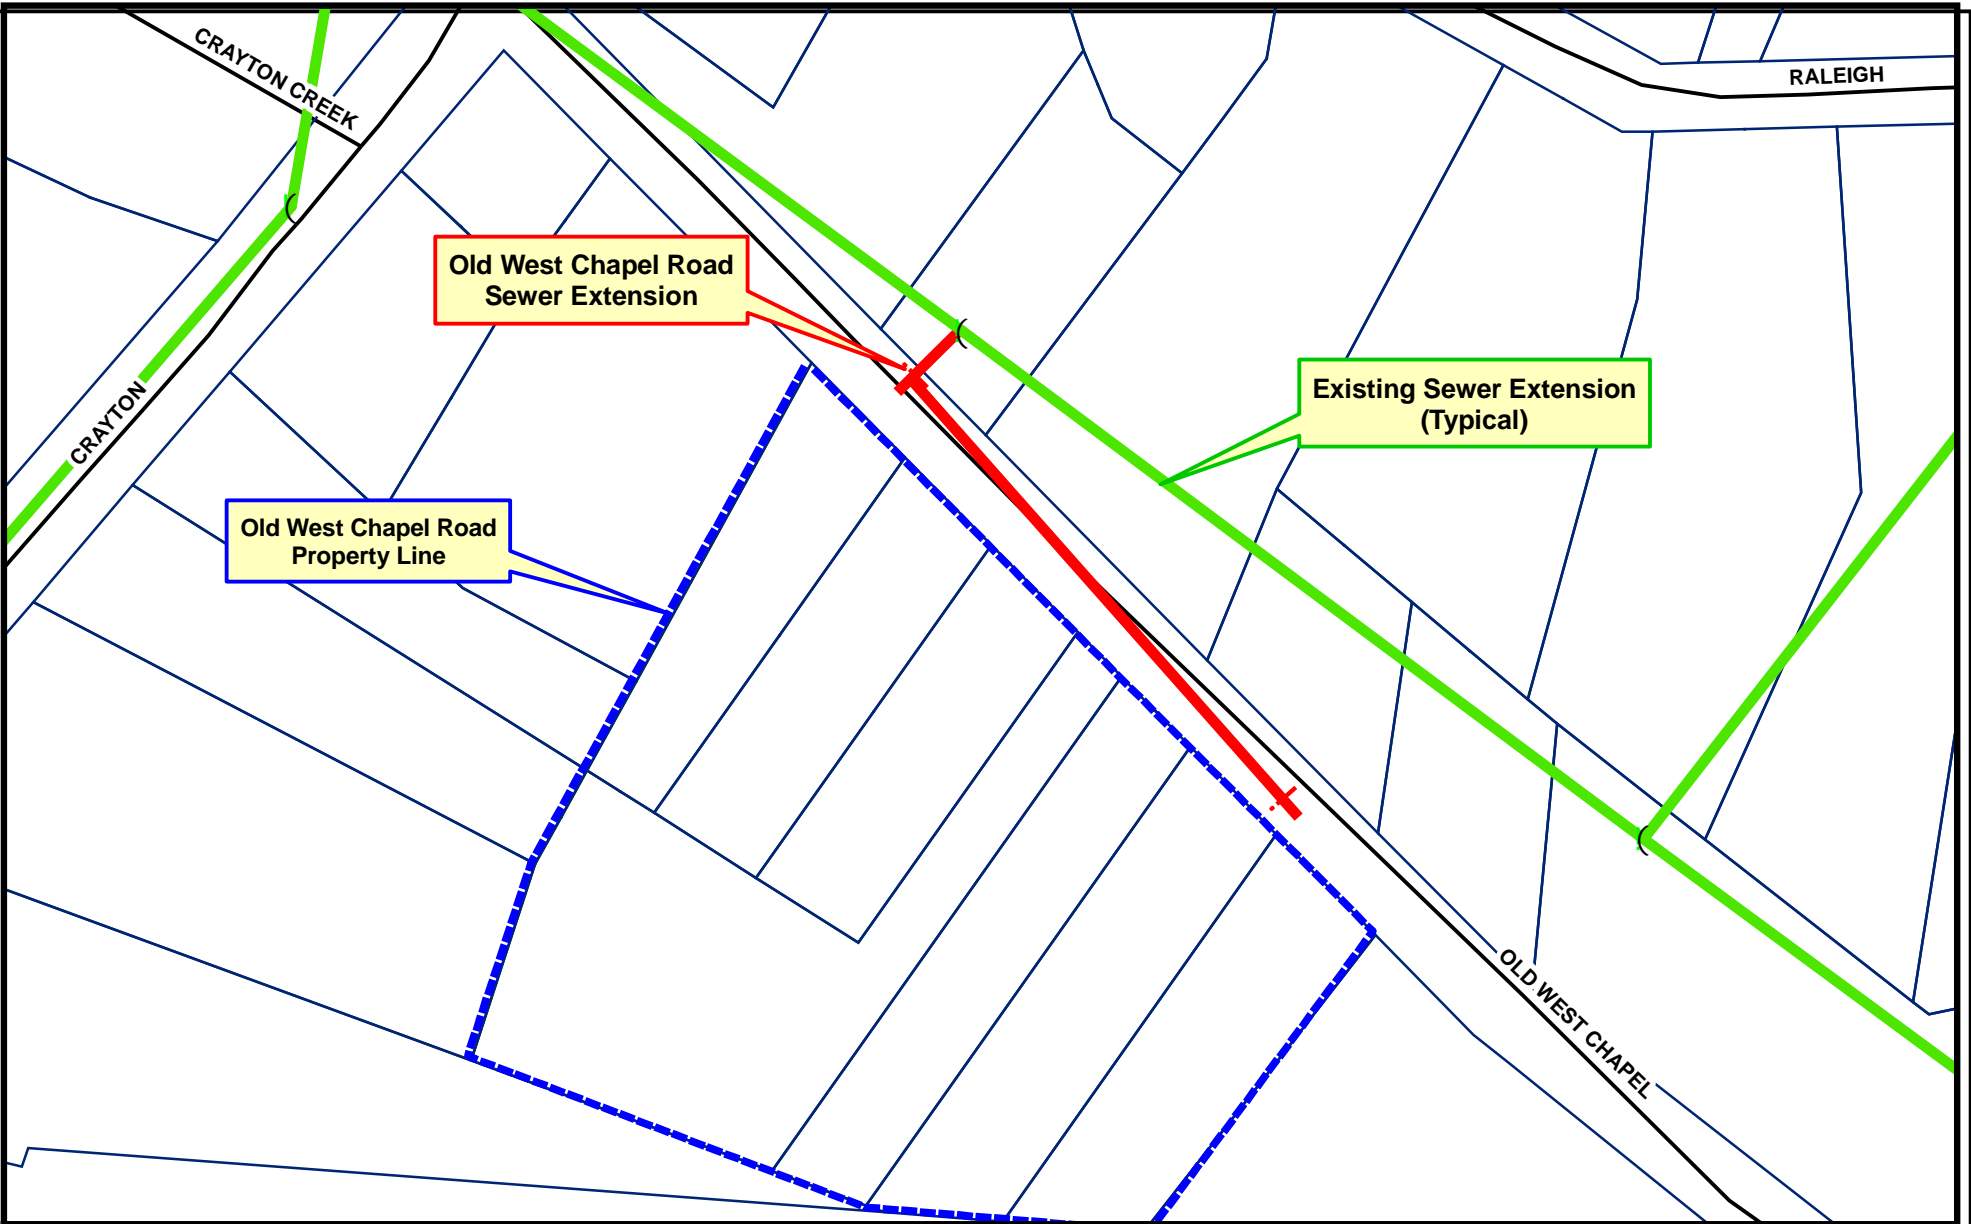 CRAYTON CREEK
RALEIGH
Old West Chapel Road
Sewer Extension
Existing Sewer Extension
(Typical)
CRAYTON
Old West Chapel Road
Property Line
OLD WEST CHAPEL